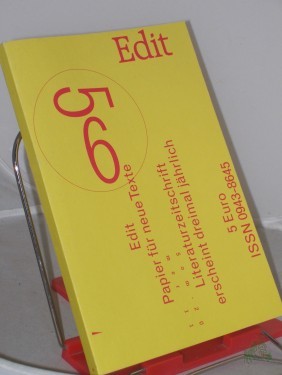 Edit
56
Edit
Papier für neue Texte
Literaturzeitschrift
erscheint dreimal jährlich
5 Euro
ISSN 0943-8645